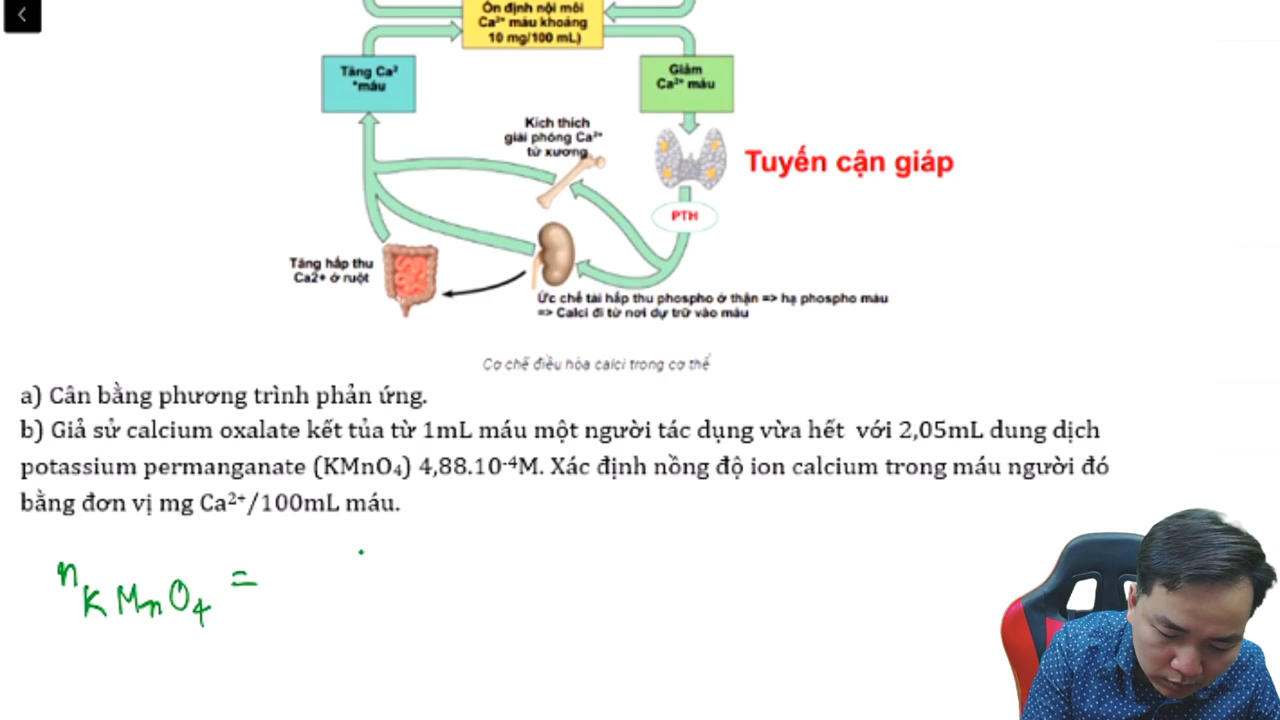 Ổn định nội môi
Ca²⁺ máu khoảng
10 mg/100 mL)
Tăng Ca²
⁺máu
Giảm
Ca²⁺ máu
Kích thích
giải phóng Ca²⁺
từ xương
Tuyến cận giáp
PTH
Tăng hấp thu
Ca2+ ở ruột
Ức chế tái hấp thu phospho ở thận => hạ phospho máu
=> Calci đi từ nơi dự trữ vào máu
Cơ chế điều hòa calci trong cơ thể
a) Cân bằng phương trình phản ứng.
b) Giả sử calcium oxalate kết tủa từ 1mL máu một người tác dụng vừa hết với 2,05mL dung dịch
potassium permanganate (KMnO₄) 4,88.10⁻⁴M. Xác định nồng độ ion calcium trong máu người đó
bằng đơn vị mg Ca²⁺/100mL máu.
n KMnO₄ =